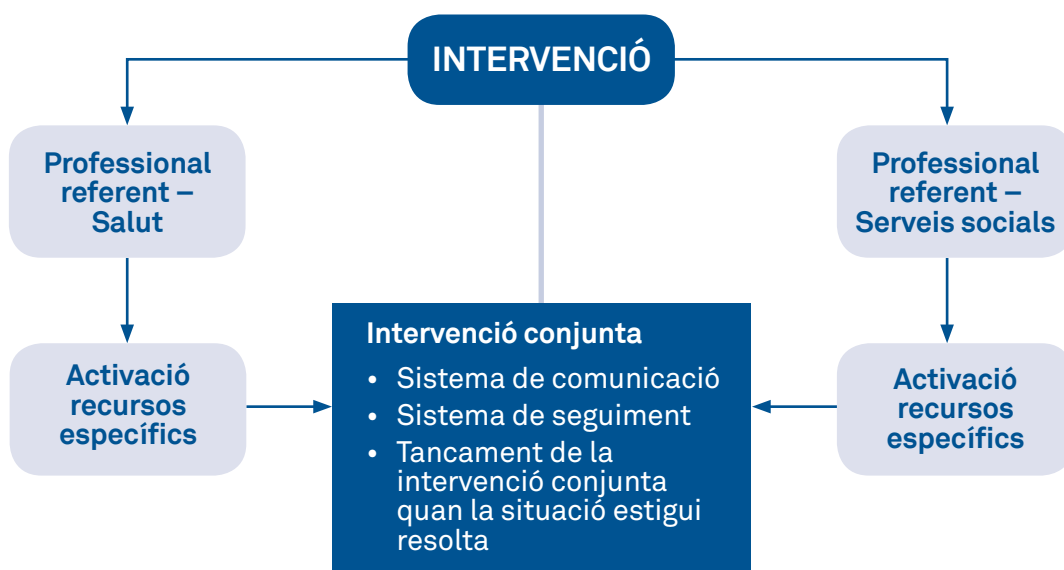 INTERVENCIÓ
Professional
referent –
Salut
Professional
referent –
Serveis socials
Activació
recursos
específics
Intervenció conjunta
• Sistema de comunicació
• Sistema de seguiment
• Tancament de la
intervenció conjunta
quan la situació estigui
resolta
Activació
recursos
específics